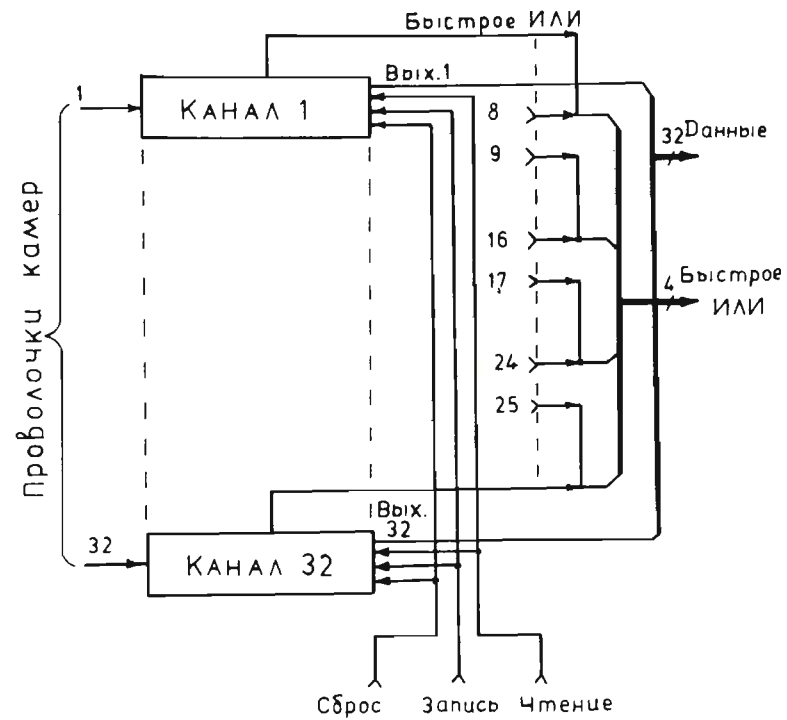 Быстрое ИЛИ
Вых.1
1
КАНАЛ 1
8
32 Данные
9
Проволочки камер
16
17
4 Быстрое
ИЛИ
24
25
Вых.
32
32
КАНАЛ 32
Сброс Запись Чтение